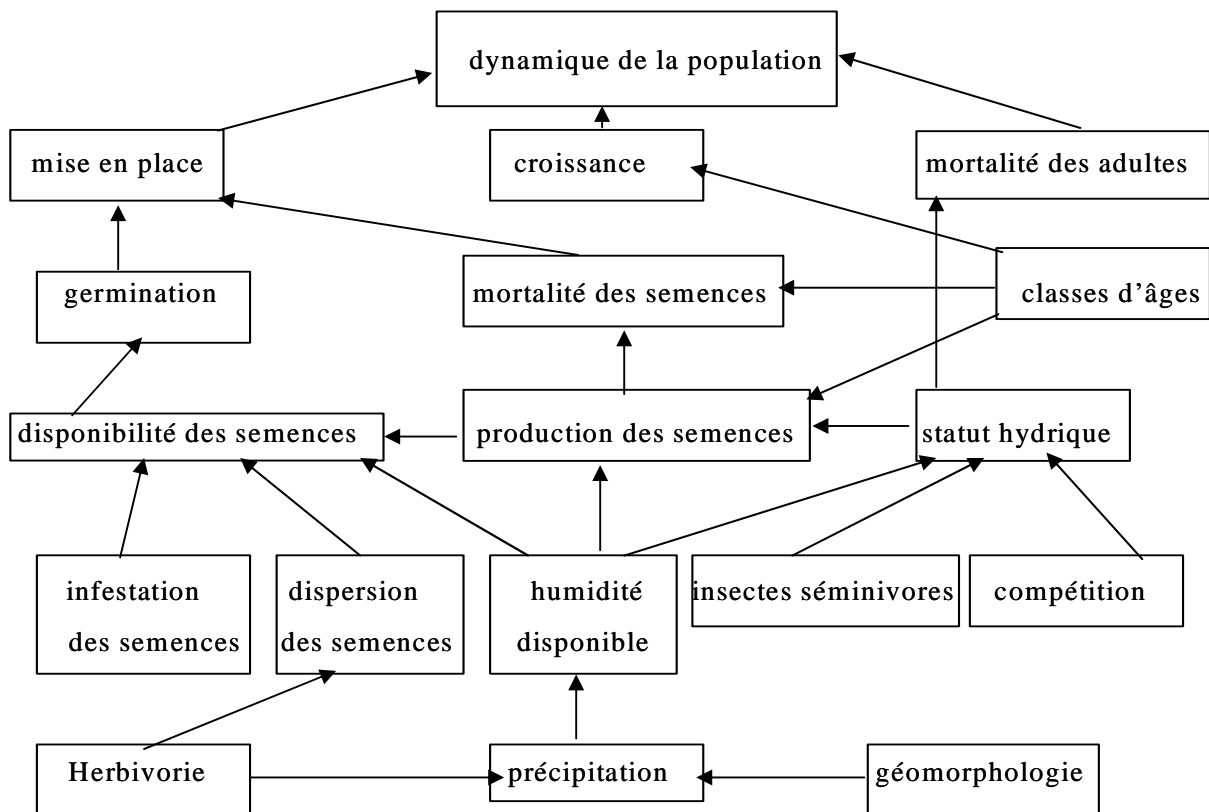 dynamique de la population
mise en place
croissance
mortalité des adultes
germination
mortalité des semences
classes d’âges
disponibilité des semences
production des semences
statut hydrique
infestation
des semences
dispersion
des semences
humidité
disponible
insectes séminivores
compétition
Herbivorie
précipitation
géomorphologie